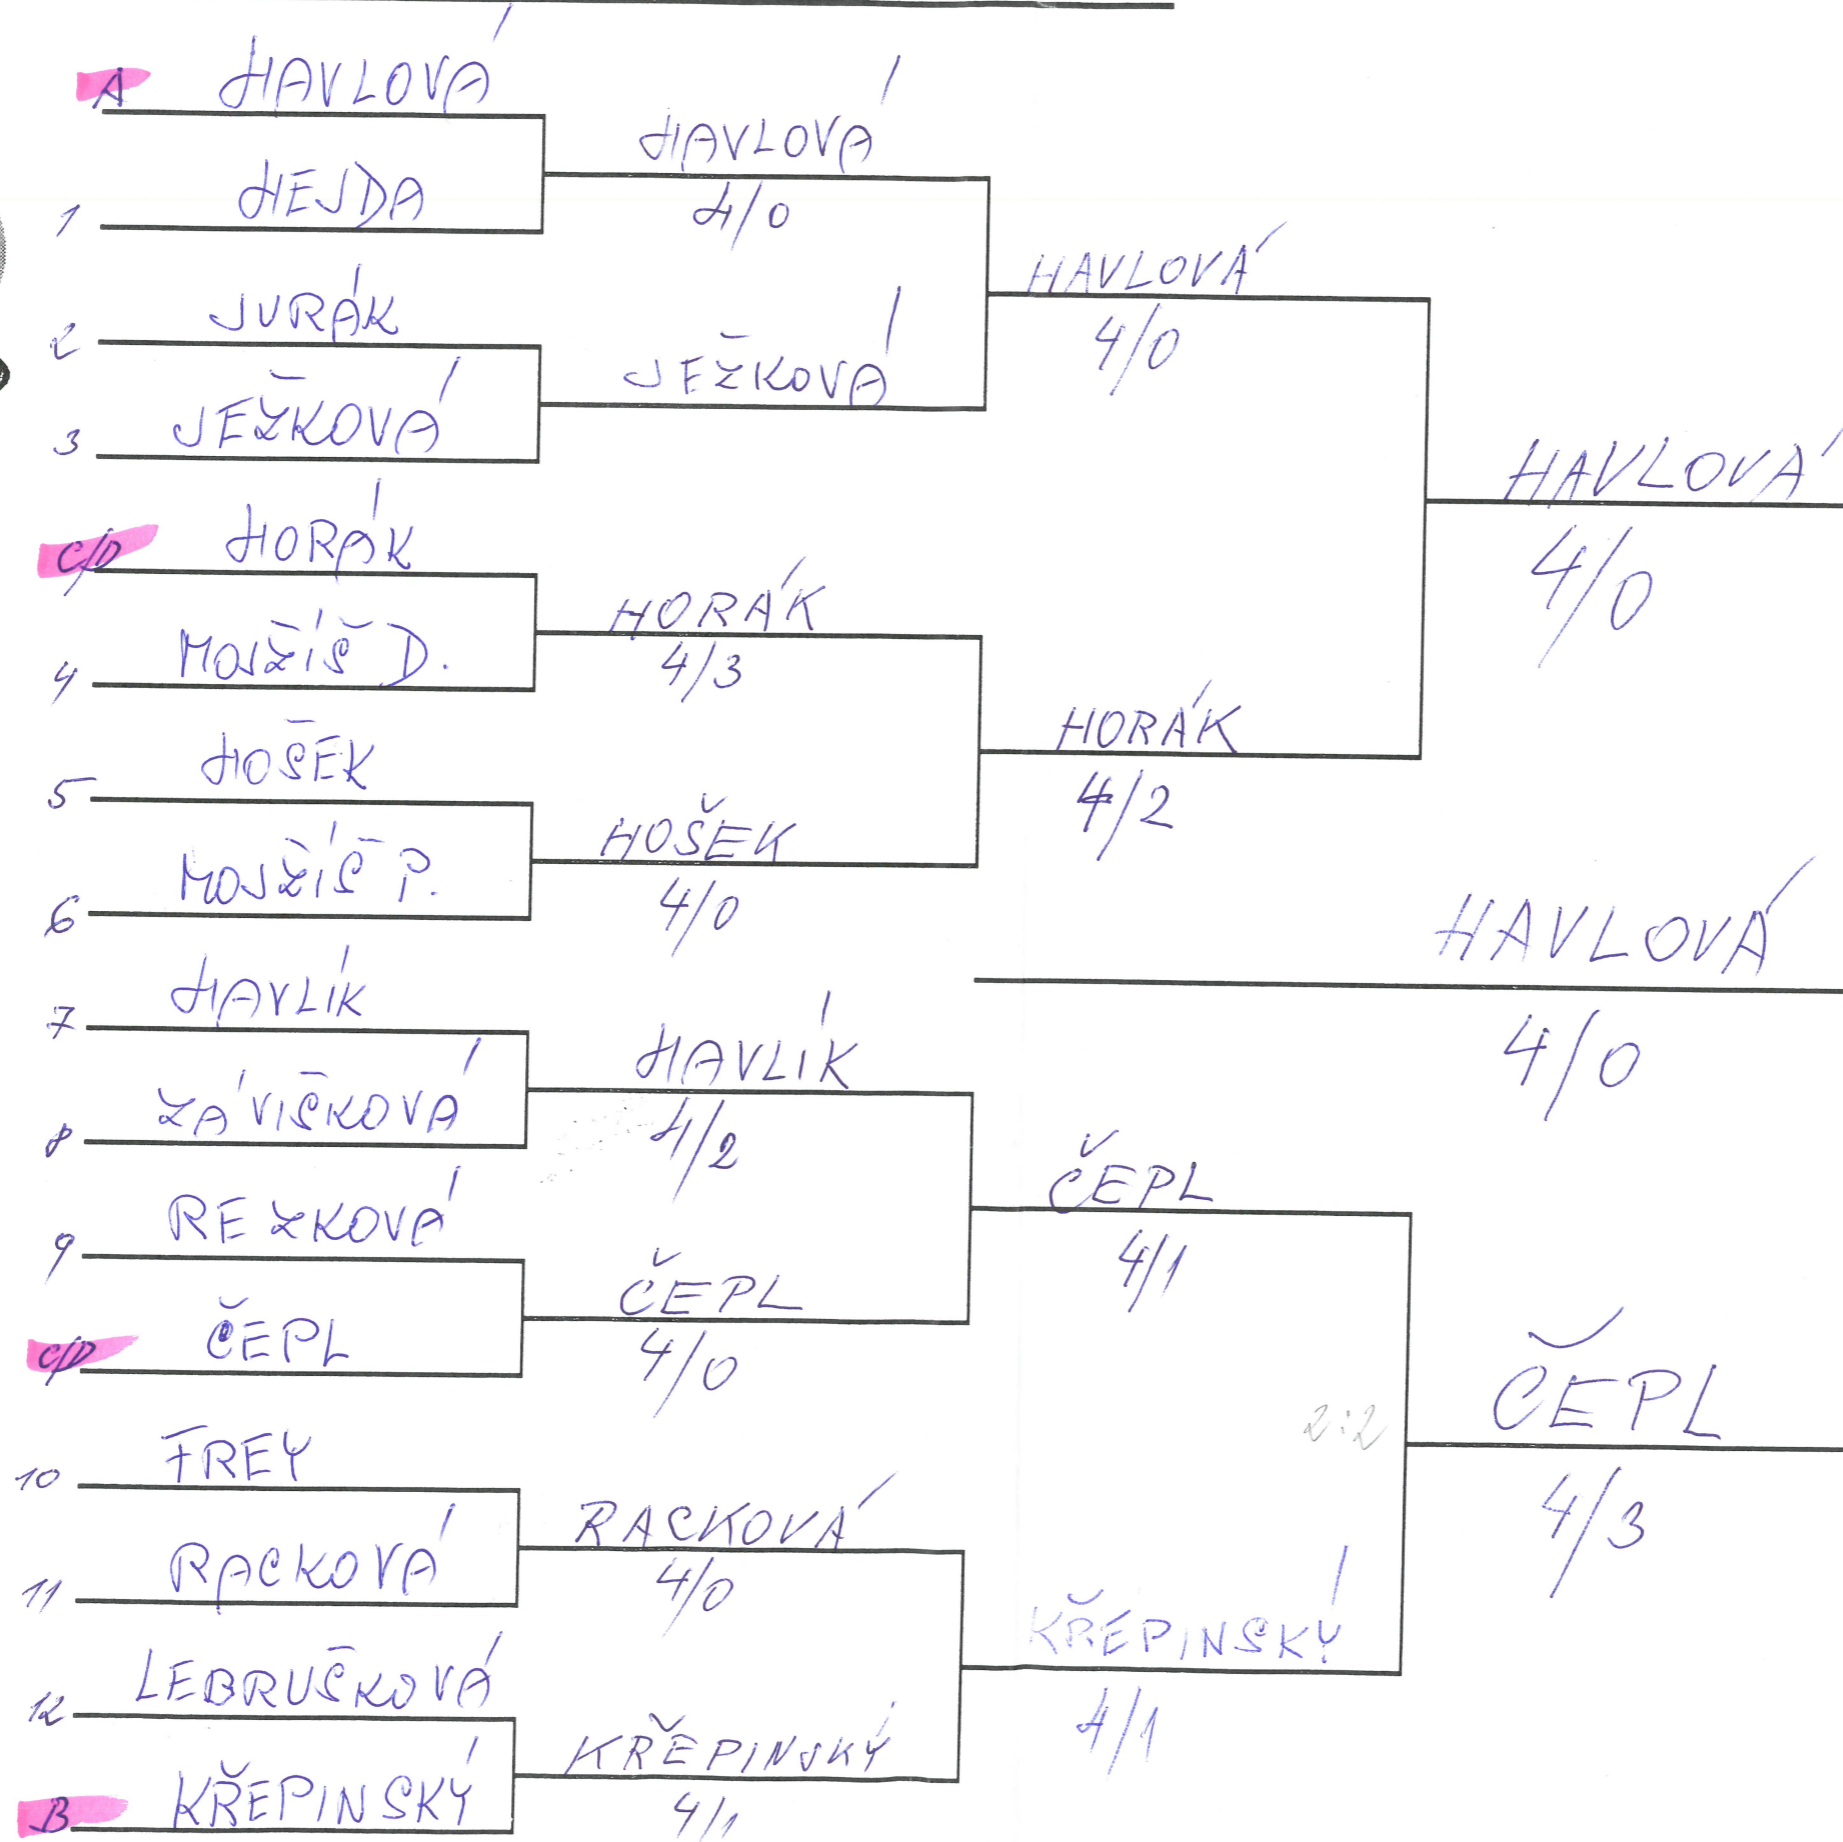 A HAVLOVÁ
HAVLOVÁ
1 HEJDA
4/0
HAVLOVÁ
2 JURÁK
4/0
JEŽKOVÁ
3 JEŽKOVÁ
HAVLOVÁ
4/0
C/D HORÁK
HORÁK
4 MOJŽÍŠ D.
4/3
HORÁK
5 HOŠEK
4/2
HOŠEK
6 MOJŽÍŠ P.
4/0
HAVLOVÁ
4/0
7 HAVLÍK
HAVLÍK
8 ZÁVIŠKOVÁ
4/2
ČEPL
9 REZKOVÁ
4/1
ČEPL
C/D ČEPL
4/0
2:2
ČEPL
4/3
10 FREY
RACKOVÁ
11 RACKOVÁ
4/0
KŘEPINSKÝ
12 LEBRUŠKOVÁ
4/1
KŘEPINSKÝ
B KŘEPINSKÝ
4/1